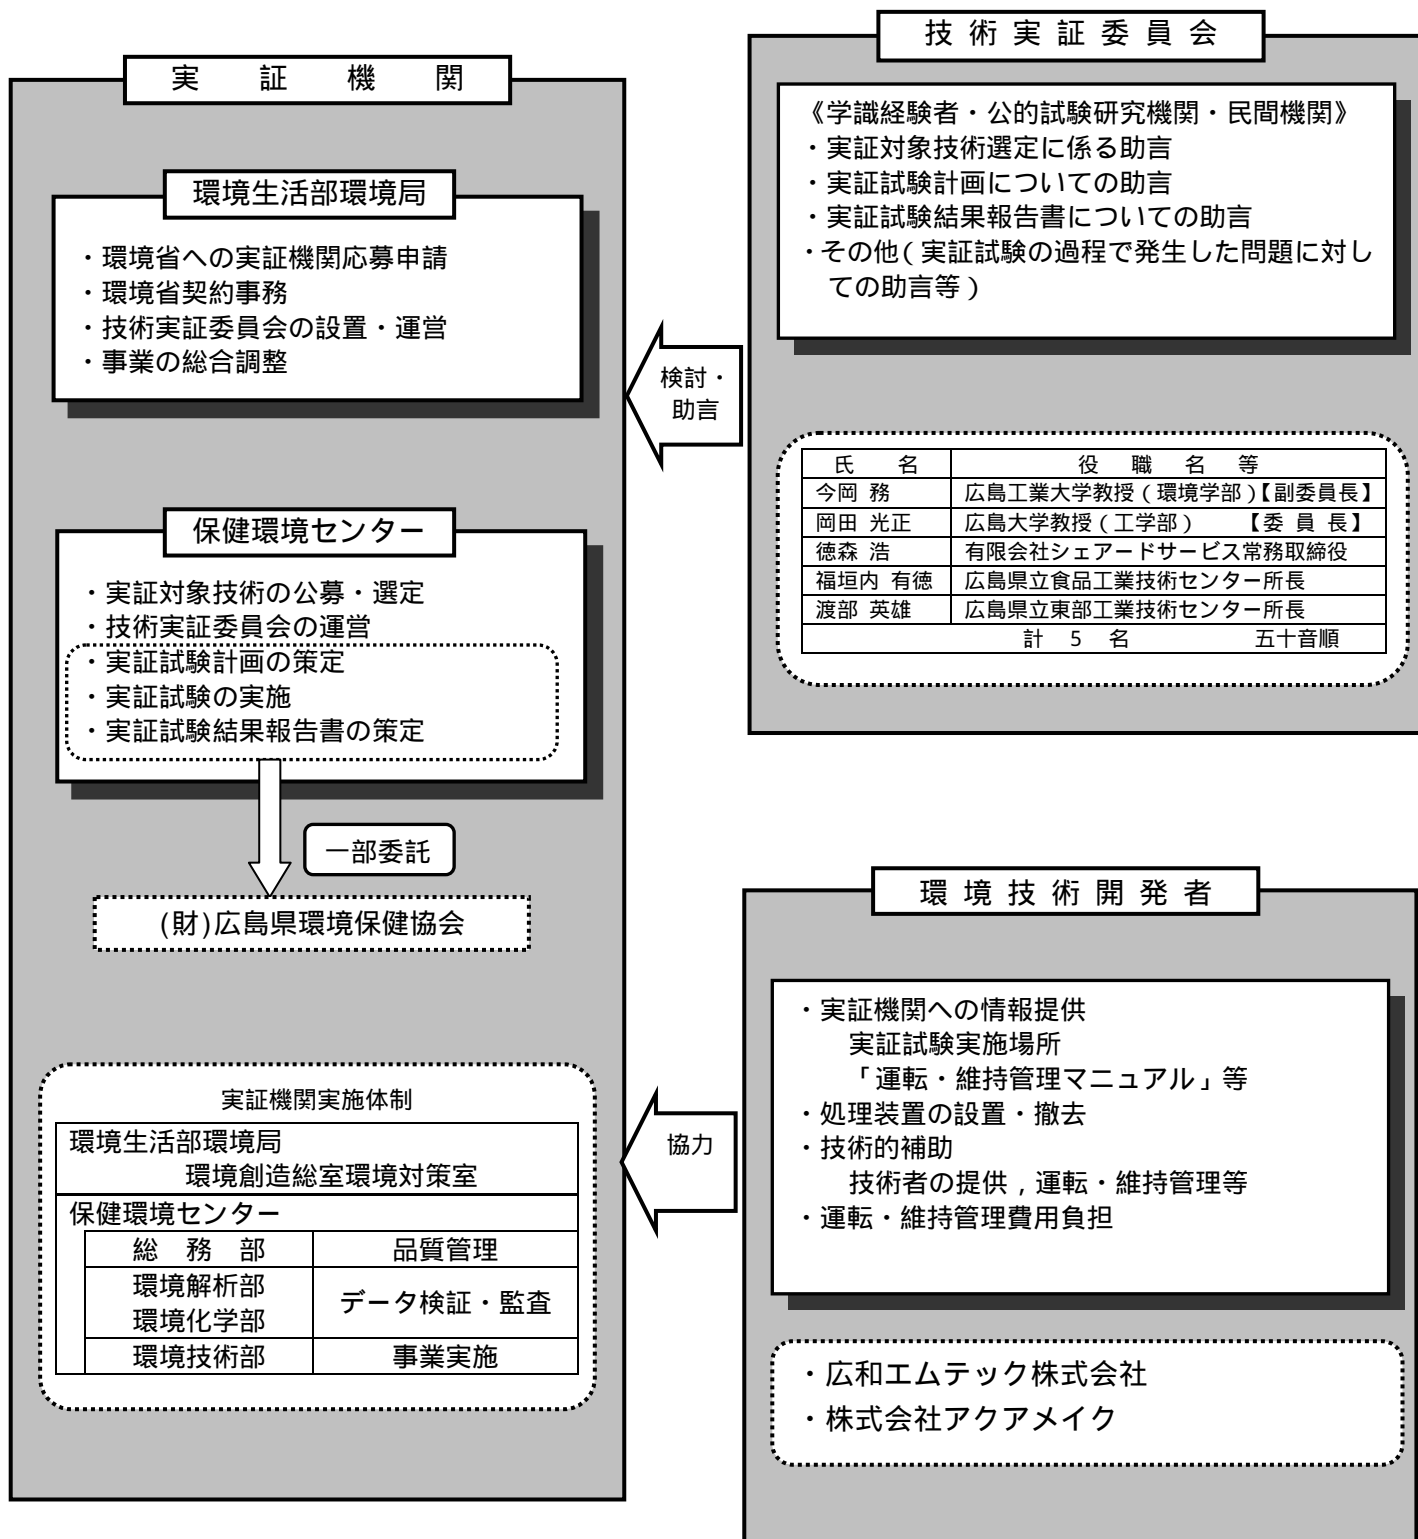 実証機関
環境生活部環境局
・環境省への実証機関応募申請
・環境省契約事務
・技術実証委員会の設置・運営
・事業の総合調整
保健環境センター
・実証対象技術の公募・選定
・技術実証委員会の運営
・実証試験計画の策定
・実証試験の実施
・実証試験結果報告書の策定
一部委託
(財)広島県環境保健協会
実証機関実施体制
環境生活部環境局
環境創造総室環境対策室
保健環境センター
総務部 品質管理
環境解析部
環境化学部
データ検証・監査
環境技術部 事業実施
検討・
助言
協力
技術実証委員会
《学識経験者・公的試験研究機関・民間機関》
・実証対象技術選定に係る助言
・実証試験計画についての助言
・実証試験結果報告書についての助言
・その他(実証試験の過程で発生した問題に対し
ての助言等)
氏名 役職名等
今岡 務 広島工業大学教授(環境学部)【副委員長】
岡田 光正 広島大学教授(工学部) 【委員長】
徳森 浩 有限会社シェアードサービス常務取締役
福垣内 有徳 広島県立食品工業技術センター所長
渡部 英雄 広島県立東部工業技術センター所長
計 5 名 五十音順
環境技術開発者
・実証機関への情報提供
実証試験実施場所
「運転・維持管理マニュアル」等
・処理装置の設置・撤去
・技術的補助
技術者の提供,運転・維持管理等
・運転・維持管理費用負担
・広和エムテック株式会社
・株式会社アクアメイク